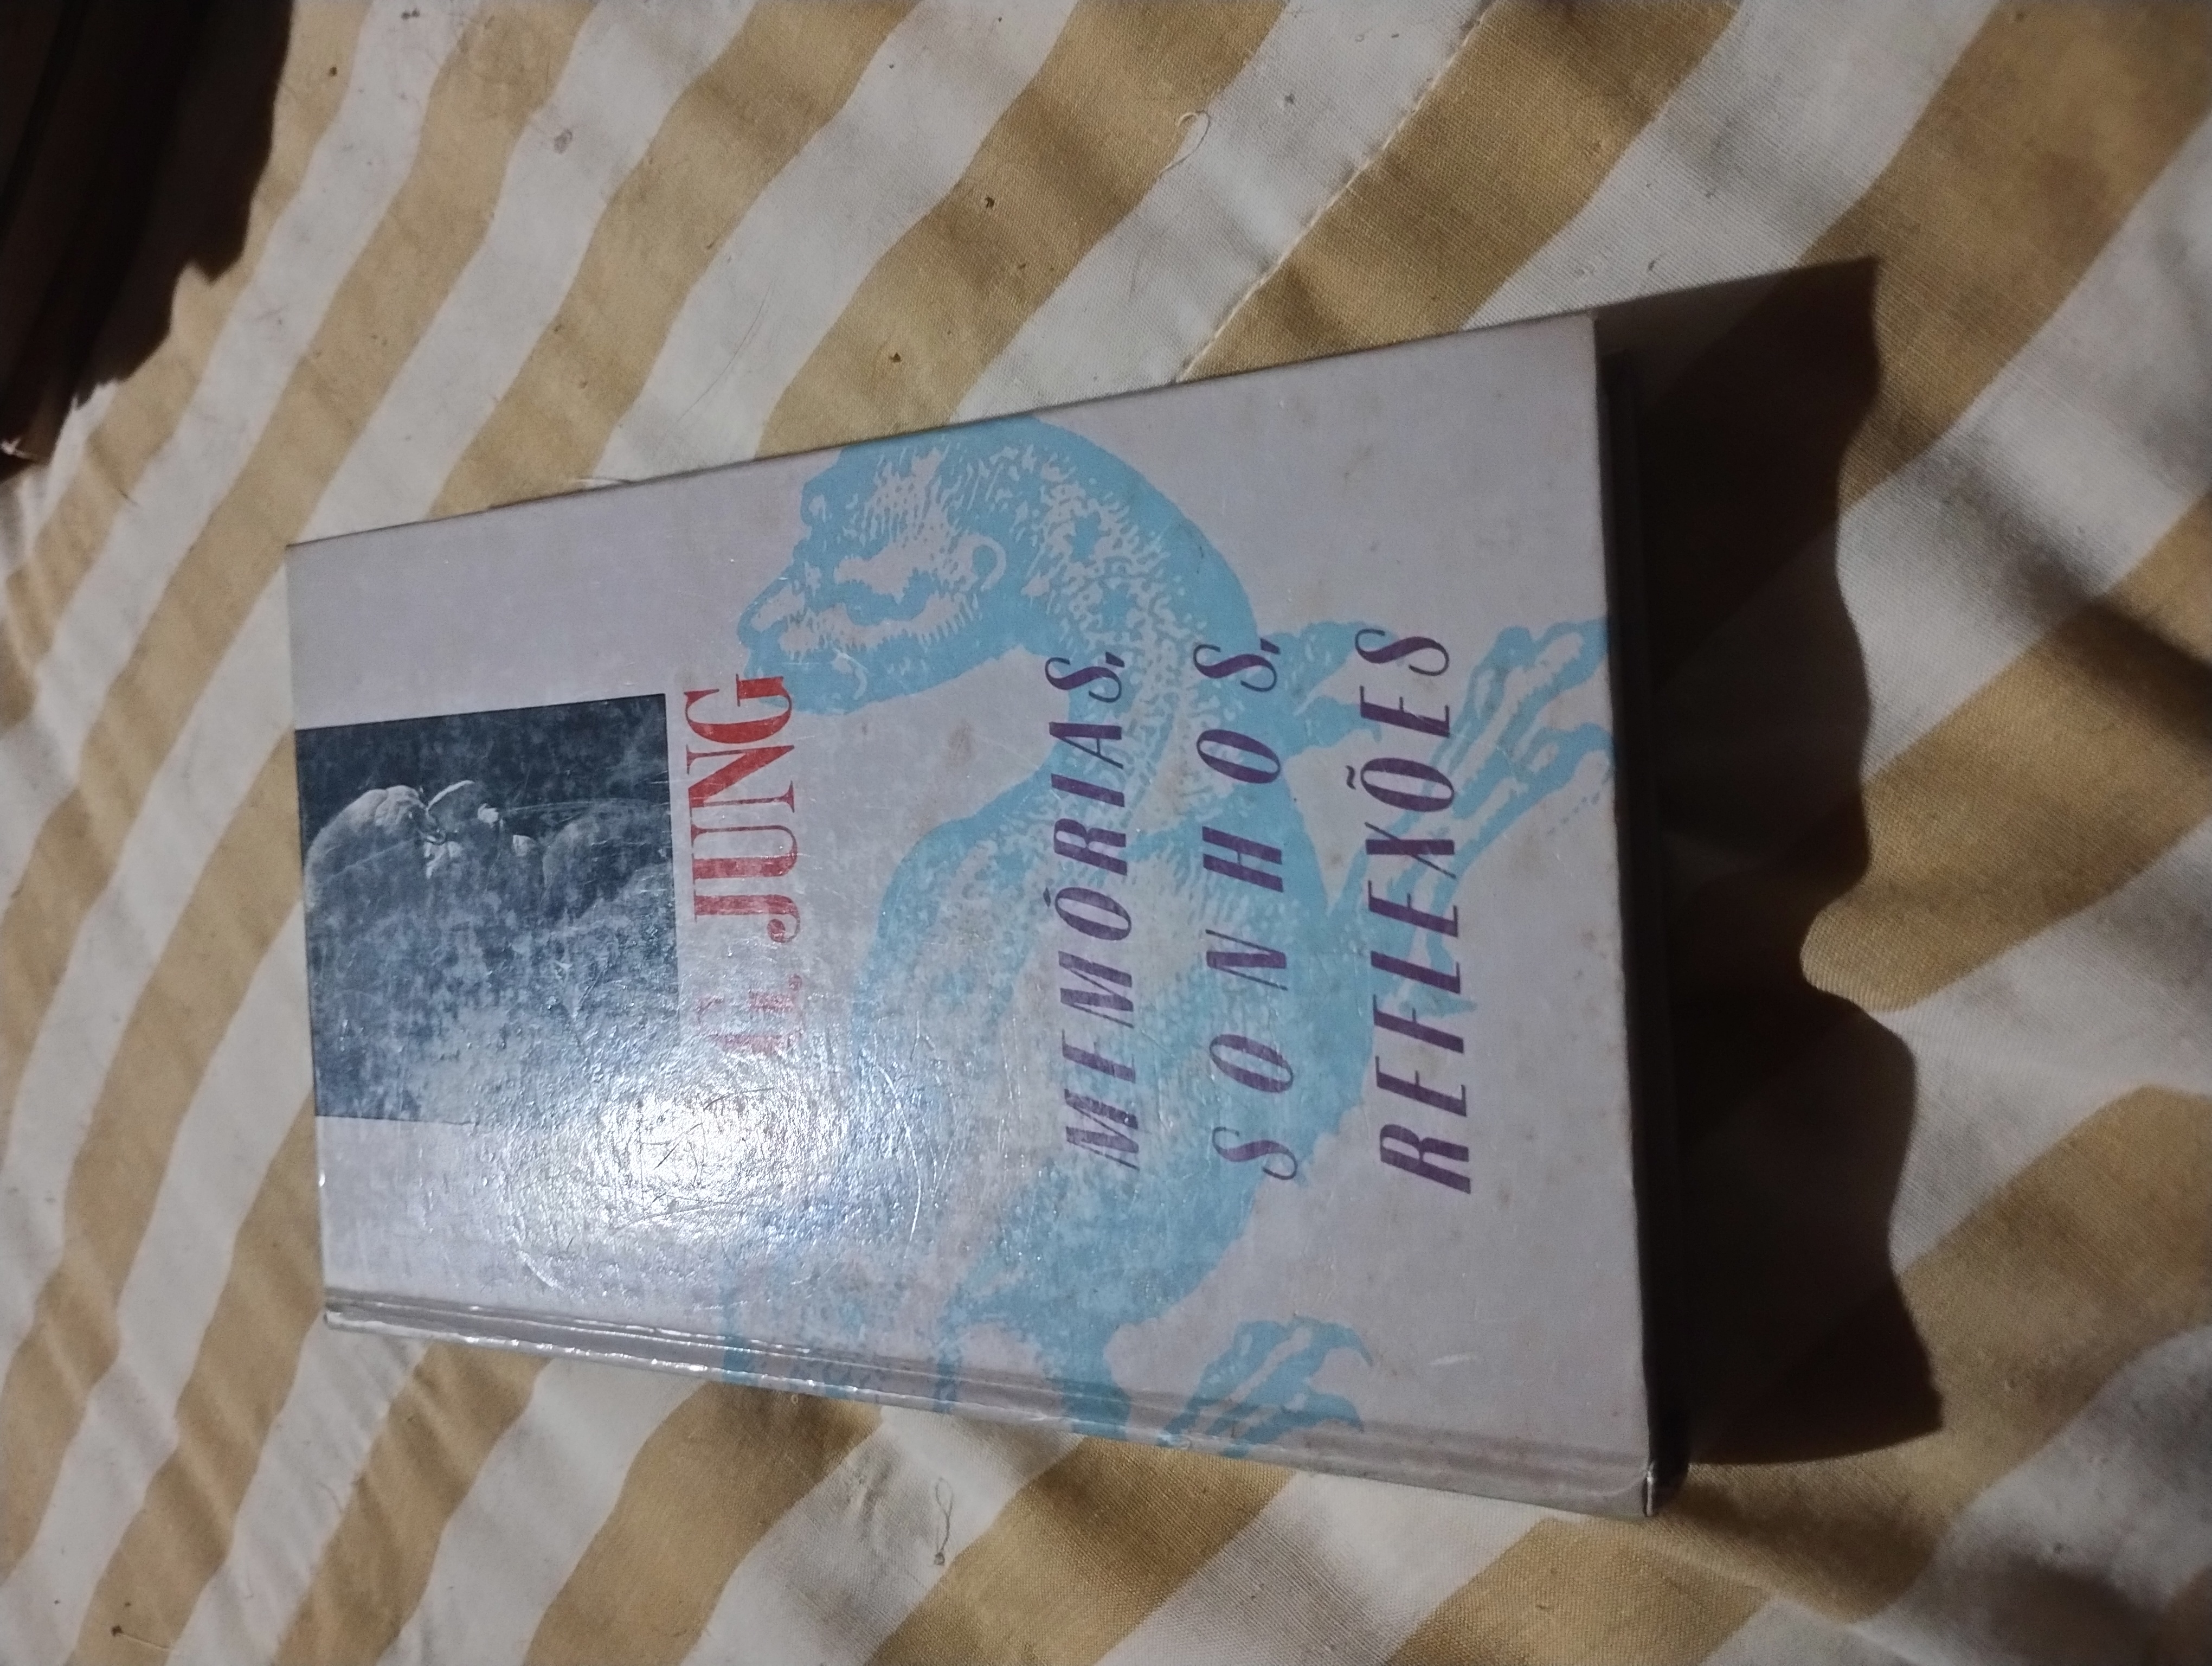 JUNG
MEMÓRIAS,
SONHOS,
REFLEXÕES